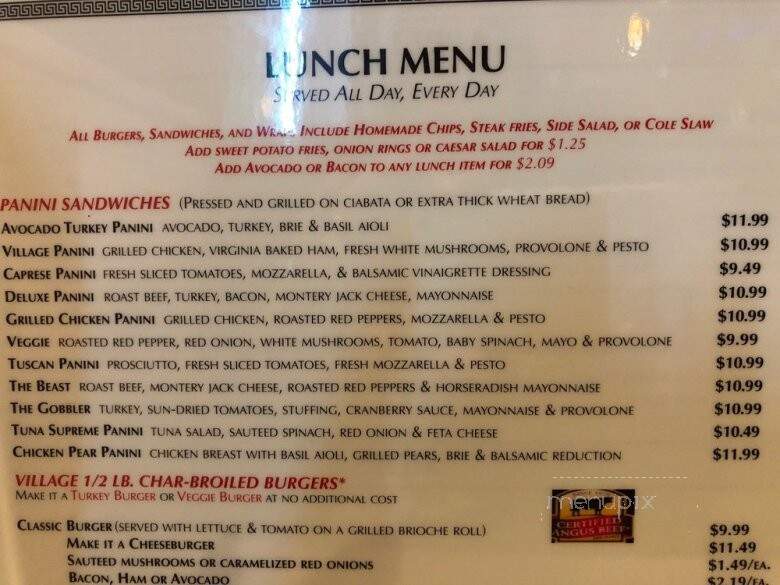 LUNCH MENU
SERVED ALL DAY, EVERY DAY
ALL BURGERS, SANDWICHES, AND WRAPS INCLUDE HOMEMADE CHIPS, STEAK FRIES, SIDE SALAD, OR COLE SLAW
ADD SWEET POTATO FRIES, ONION RINGS OR CAESAR SALAD FOR $1.25
ADD AVOCADO OR BACON TO ANY LUNCH ITEM FOR $2.09
PANINI SANDWICHES (PRESSED AND GRILLED ON CIABATA OR EXTRA THICK WHEAT BREAD)
AVOCADO TURKEY PANINI AVOCADO, TURKEY, BRIE & BASIL AIOLI $11.99
VILLAGE PANINI GRILLED CHICKEN, VIRGINIA BAKED HAM, FRESH WHITE MUSHROOMS, PROVOLONE & PESTO $10.99
CAPRESE PANINI FRESH SLICED TOMATOES, MOZZARELLA, & BALSAMIC VINAIGRETTE DRESSING $9.49
DELUXE PANINI ROAST BEEF, TURKEY, BACON, MONTERY JACK CHEESE, MAYONNAISE $10.99
GRILLED CHICKEN PANINI GRILLED CHICKEN, ROASTED RED PEPPERS, MOZZARELLA & PESTO $10.99
VEGGIE ROASTED RED PEPPER, RED ONION, WHITE MUSHROOMS, TOMATO, BABY SPINACH, MAYO & PROVOLONE $9.99
TUSCAN PANINI PROSCIUTTO, FRESH SLICED TOMATOES, FRESH MOZZARELLA & PESTO $10.99
THE BEAST ROAST BEEF, MONTERY JACK CHEESE, ROASTED RED PEPPERS & HORSERADISH MAYONNAISE $10.99
THE GOBBLER TURKEY, SUN-DRIED TOMATOES, STUFFING, CRANBERRY SAUCE, MAYONNAISE & PROVOLONE $10.99
TUNA SUPREME PANINI TUNA SALAD, SAUTEED SPINACH, RED ONION & FETA CHEESE $10.49
CHICKEN PEAR PANINI CHICKEN BREAST WITH BASIL AIOLI, GRILLED PEARS, BRIE & BALSAMIC REDUCTION $11.99
VILLAGE 1/2 LB. CHAR-BROILED BURGERS*
MAKE IT A TURKEY BURGER OR VEGGIE BURGER AT NO ADDITIONAL COST
menupix
CERTIFIED
ANGUS BEEF
CLASSIC BURGER (SERVED WITH LETTUCE & TOMATO ON A GRILLED BRIOCHE ROLL) $9.99
MAKE IT A CHEESEBURGER $11.49
SAUTEED MUSHROOMS OR CARAMELIZED RED ONIONS $1.49/EA.
BACON, HAM OR AVOCADO $2.19/EA.